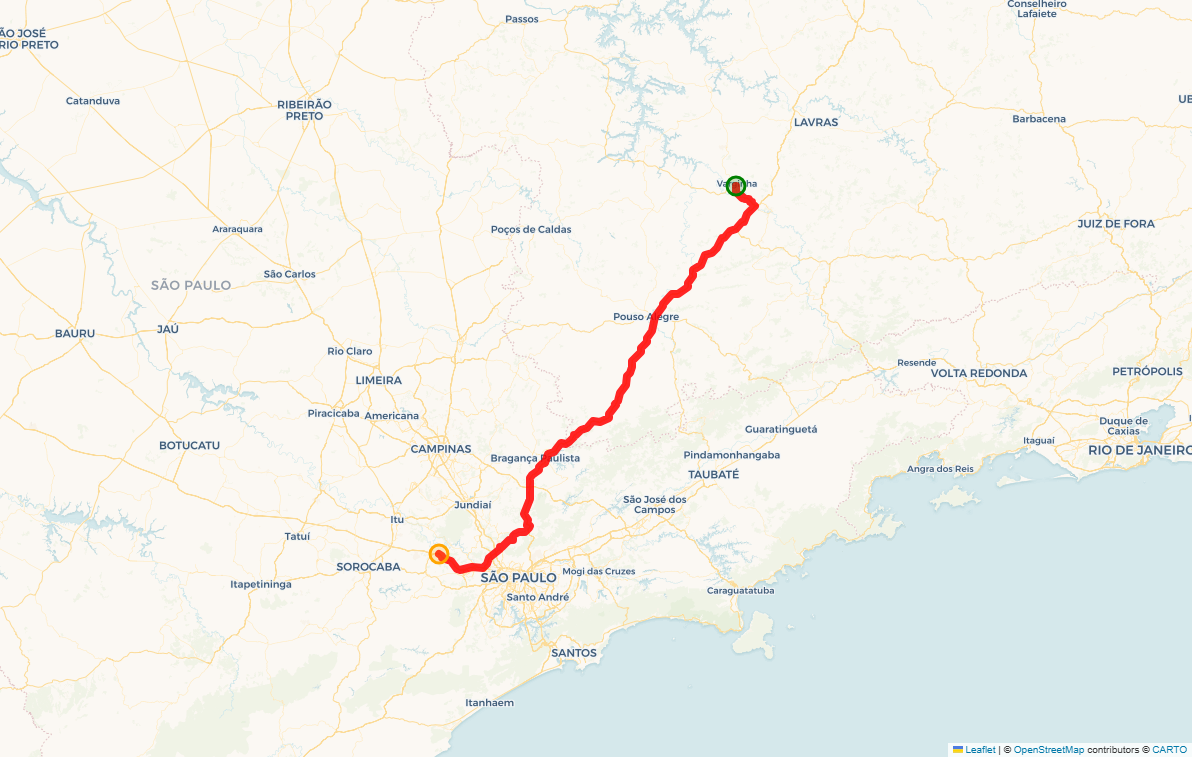 Passos
Conselheiro
Lafaiete
ÃO JOSÉ
RIO PRETO
Catanduva
RIBEIRÃO
PRETO
LAVRAS
Barbacena
Varginha
Araraquara
Poços de Caldas
JUIZ DE FORA
São Carlos
SÃO PAULO
BAURU
JAÚ
Pouso Alegre
Rio Claro
Resende
VOLTA REDONDA
PETRÓPOLIS
LIMEIRA
Piracicaba
Americana
Duque de
Caxias
Guaratinguetá
BOTUCATU
CAMPINAS
Bragança Paulista
Pindamonhangaba
Itaguaí
RIO DE JANEIRO
TAUBATÉ
Angra dos Reis
Jundiaí
São José dos
Campos
Itu
Tatuí
SOROCABA
SÃO PAULO
Mogi das Cruzes
Itapetininga
Santo André
Caraguatatuba
SANTOS
Itanhaem
Leaflet | © OpenStreetMap contributors © CARTO